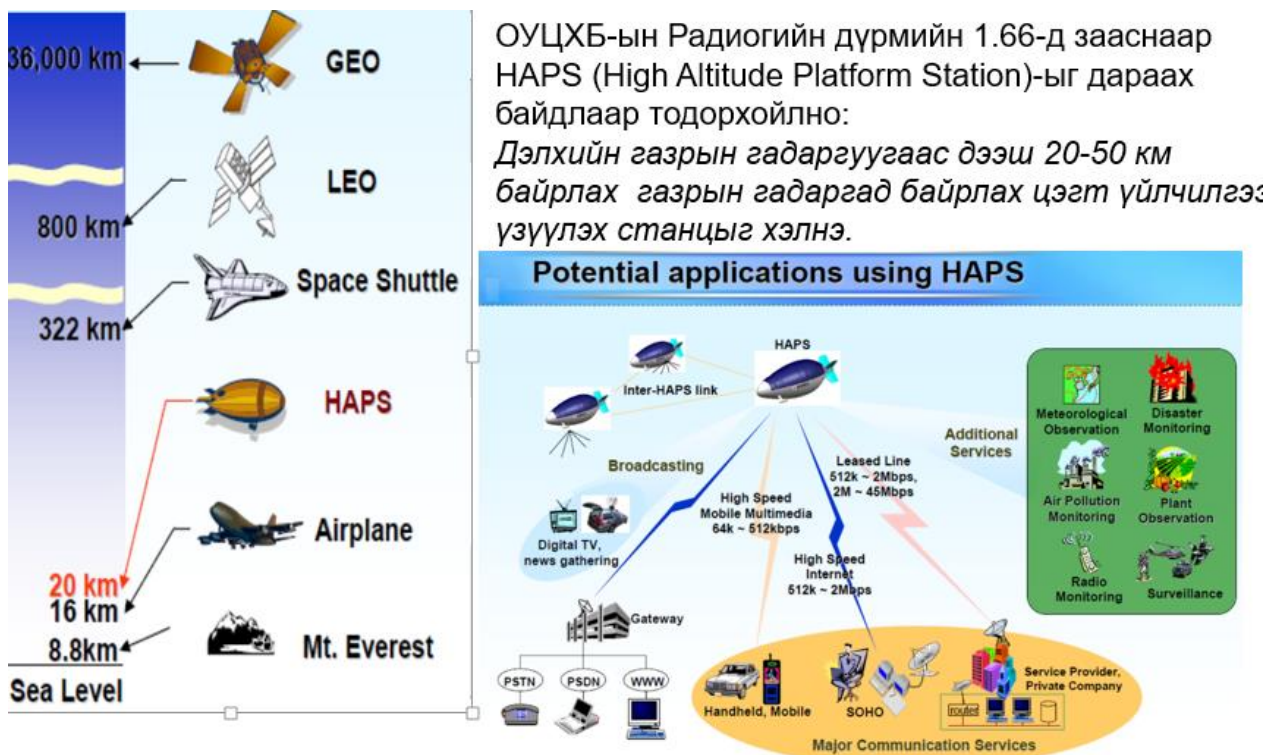 36,000 km
GEO
LEO
800 km
Space Shuttle
322 km
HAPS
Airplane
20 km
16 km
8.8km
Mt. Everest
Sea Level
ОУЦХБ-ын Радиогийн дүрмийн 1.66-д зааснаар
HAPS (High Altitude Platform Station)-ыг дараах
байдлаар тодорхойлно:
Дэлхийн газрын гадаргуугаас дээш 20-50 км
байрлах газрын гадаргад байрлах цэгт үйлчилгээ
үзүүлэх станцыг хэлнэ.
Potential applications using HAPS
HAPS
Inter-HAPS link
Broadcasting
Digital TV,
news gathering
High Speed
Mobile Multimedia
64k ~ 512kbps
Leased Line
512k ~ 2Mbps,
2M ~ 45Mbps
High Speed
Internet
512k ~ 2Mbps
Additional
Services
Meteorological
Observation
Disaster
Monitoring
Air Pollution
Monitoring
Plant
Observation
Radio
Monitoring
Surveillance
Gateway
PSTN
PSDN
WWW
Handheld, Mobile
SOHO
Service Provider,
Private Company
router
Major Communication Services